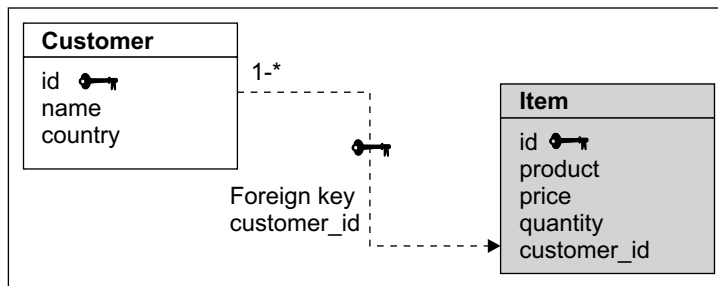 Customer
id
name
country
1-*
Foreign key
customer_id
Item
id
product
price
quantity
customer_id